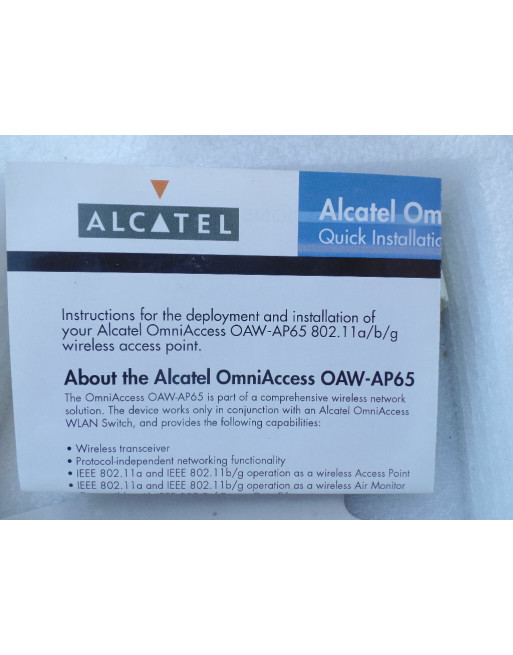 ALCATEL
Alcatel Om
Quick Installatio
Instructions for the deployment and installation of
your Alcatel OmniAccess OAW-AP65 802.11a/b/g
wireless access point.
About the Alcatel OmniAccess OAW-AP65
The OmniAccess OAW-AP65 is part of a comprehensive wireless network
solution. The device works only in conjunction with an Alcatel OmniAccess
WLAN Switch, and provides the following capabilities:
• Wireless transceiver
• Protocol-independent networking functionality
• IEEE 802.11a and IEEE 802.11b/g operation as a wireless Access Point
• IEEE 802.11a and IEEE 802.11b/g operation as a wireless Air Monitor